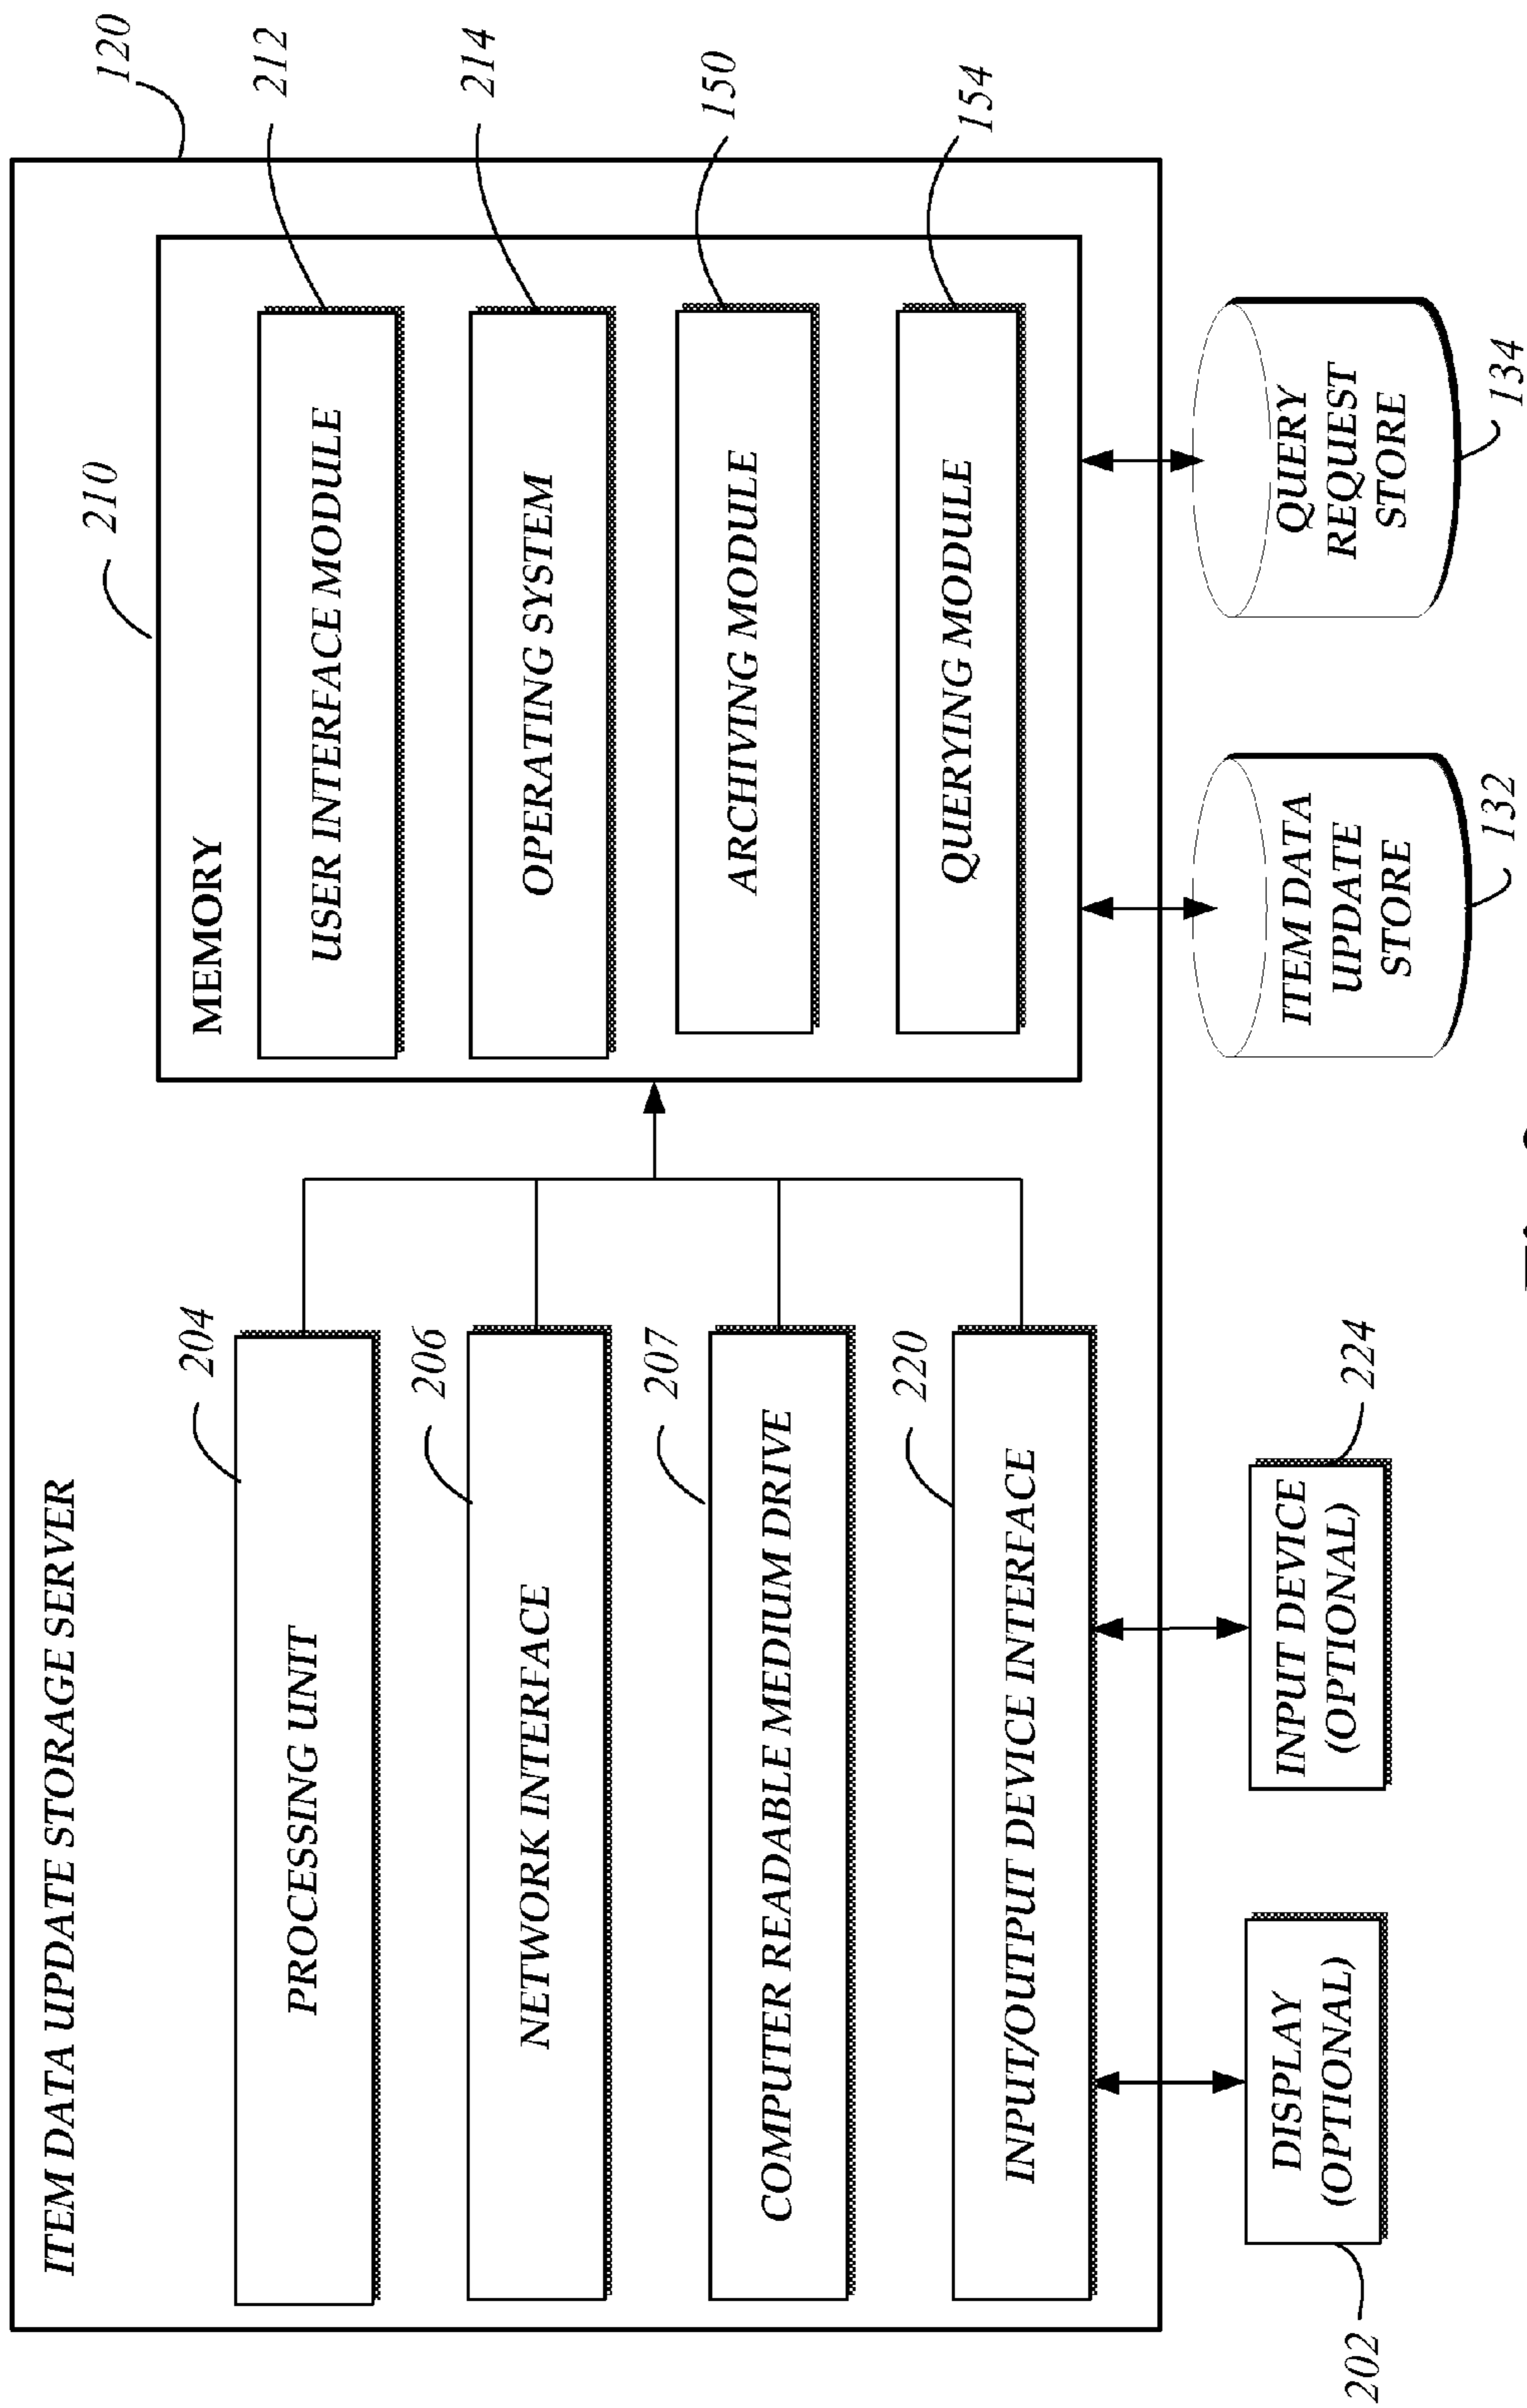 120
ITEM DATA UPDATE STORAGE SERVER
210
MEMORY
204
PROCESSING UNIT
212
USER INTERFACE MODULE
206
NETWORK INTERFACE
214
OPERATING SYSTEM
207
COMPUTER READABLE MEDIUM DRIVE
150
ARCHIVING MODULE
220
INPUT/OUTPUT DEVICE INTERFACE
154
QUERYING MODULE
202
DISPLAY
(OPTIONAL)
224
INPUT DEVICE
(OPTIONAL)
132
ITEM DATA
UPDATE
STORE
134
QUERY
REQUEST
STORE